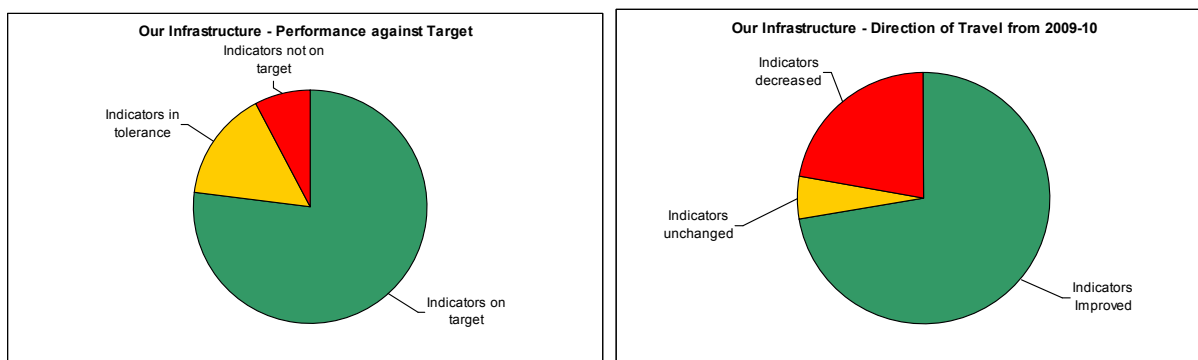 Our Infrastructure - Performance against Target
Indicators not on
target
Indicators in
tolerance
Indicators on
target
Our Infrastructure - Direction of Travel from 2009-10
Indicators
decreased
Indicators
unchanged
Indicators
Improved